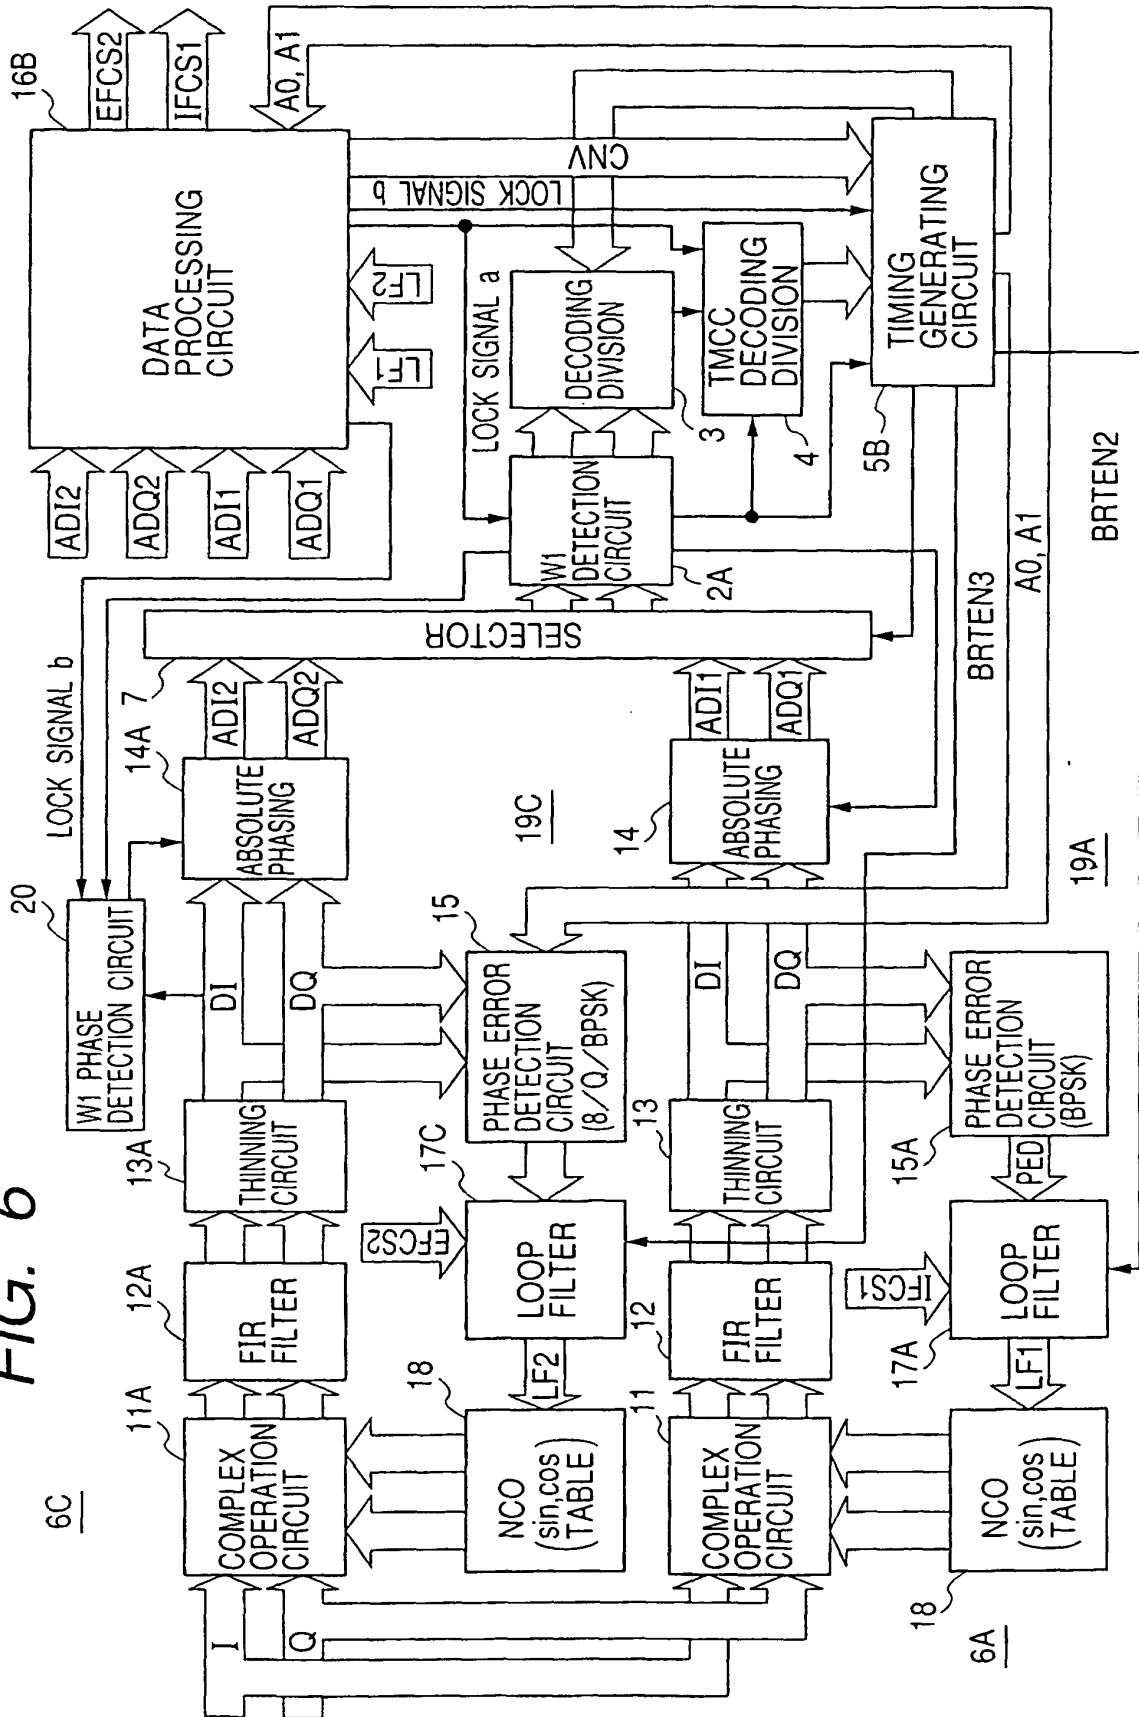 FIG. 6
6C
I
Q
11A
COMPLEX
OPERATION
CIRCUIT
12A
FIR
FILTER
13A
THINNING
CIRCUIT
DI
DQ
20
W1 PHASE
DETECTION CIRCUIT
LOCK SIGNAL b
14A
ABSOLUTE
PHASING
ADI2
ADQ2
7
SELECTOR
ADI2
ADQ2
ADI1
ADQ1
16B
DATA
PROCESSING
CIRCUIT
LF1
LF2
EFCS2
IFCS1
A0, A1
18
NCO
(sin,cos
TABLE)
LF2
17C
LOOP
FILTER
EFCS2
15
PHASE ERROR
DETECTION
CIRCUIT
(8/Q/BPSK)
19C
LOCK SIGNAL a
LOCK SIGNAL b
CNV
2A
W1
DETECTION
CIRCUIT
3
DECODING
DIVISION
4
TMCC
DECODING
DIVISION
5B
TIMING
GENERATING
CIRCUIT
11
COMPLEX
OPERATION
CIRCUIT
12
FIR
FILTER
13
THINNING
CIRCUIT
DI
DQ
14
ABSOLUTE
PHASING
ADI1
ADQ1
6A
18
NCO
(sin,cos
TABLE)
LF1
17A
LOOP
FILTER
IFCS1
PED
15A
PHASE ERROR
DETECTION
CIRCUIT
(BPSK)
19A
BRTEN3
A0, A1
BRTEN2